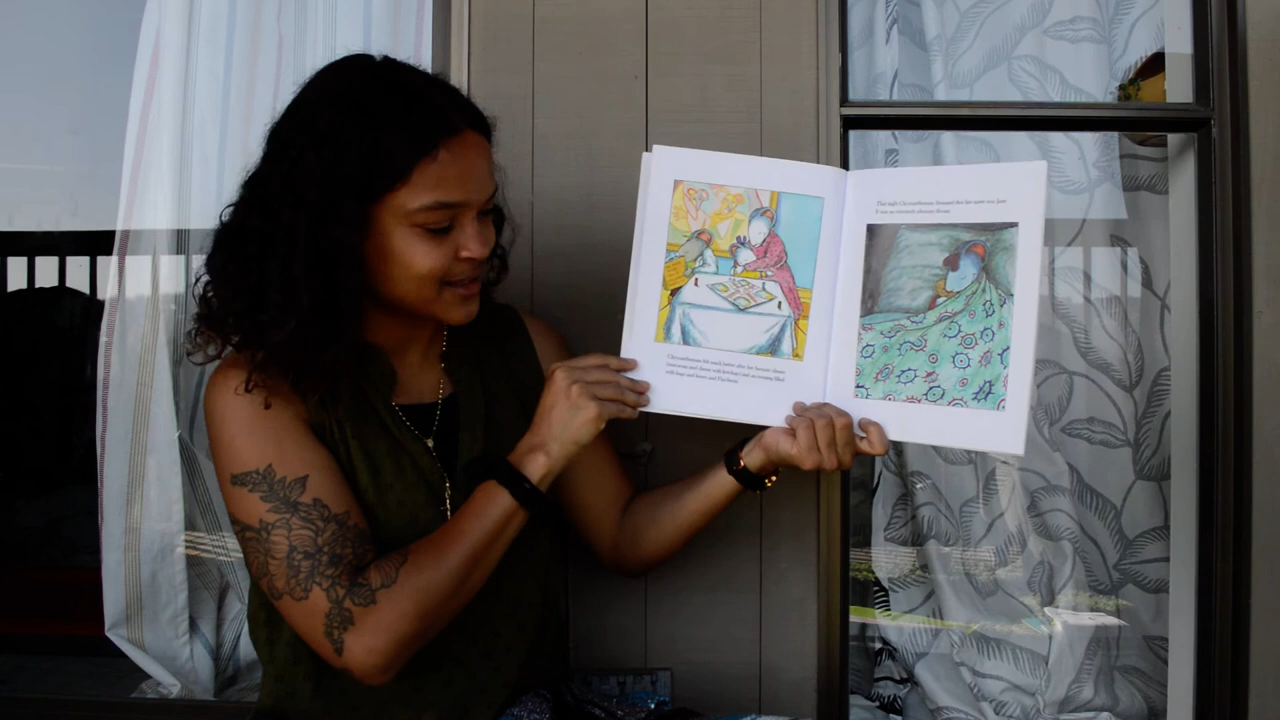 Chrysanthemum felt much better after her favorite dinner
(macaroni and cheese with ketchup) and an evening filled
with hugs and kisses and Parcheesi.
That night Chrysanthemum dreamed that her name was Jane.
It was an extremely pleasant dream.